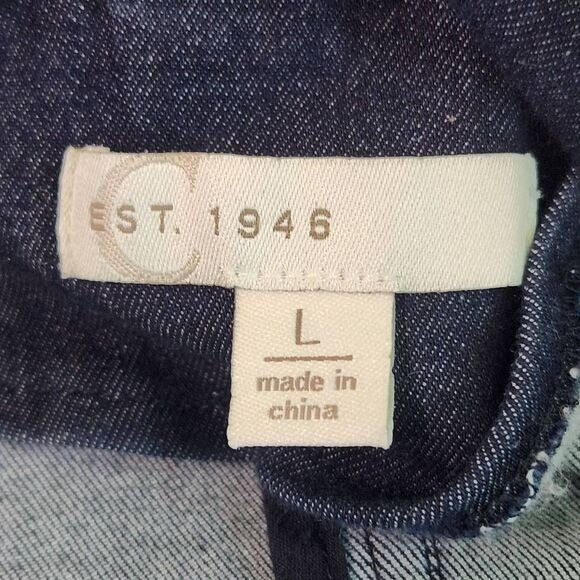 C
EST. 1946
L
made in
china